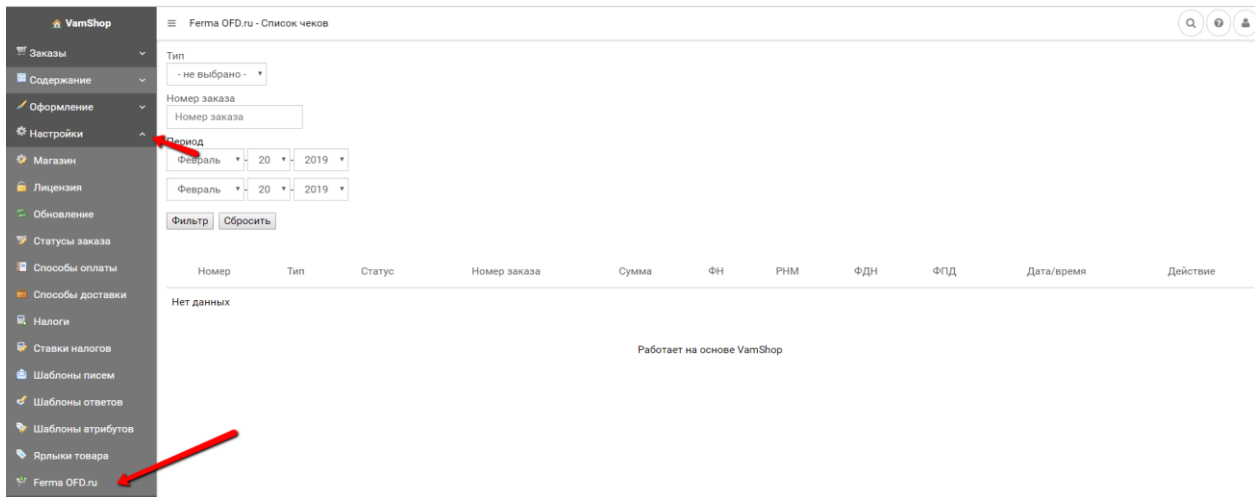 VamShop
Ferma OFD.ru - Список чеков
Заказы
Содержание
Оформление
Настройки
Магазин
Лицензия
Обновление
Статусы заказа
Способы оплаты
Способы доставки
Налоги
Ставки налогов
Шаблоны писем
Шаблоны ответов
Шаблоны атрибутов
Ярлыки товара
Ferma OFD.ru
Тип
- не выбрано -
Номер заказа
Номер заказа
Период
Февраль - 20 - 2019
Февраль - 20 - 2019
Фильтр Сбросить
Номер Тип Статус Номер заказа Сумма ФН РНМ ФДН ФПД Дата/время Действие
Нет данных
Работает на основе VamShop